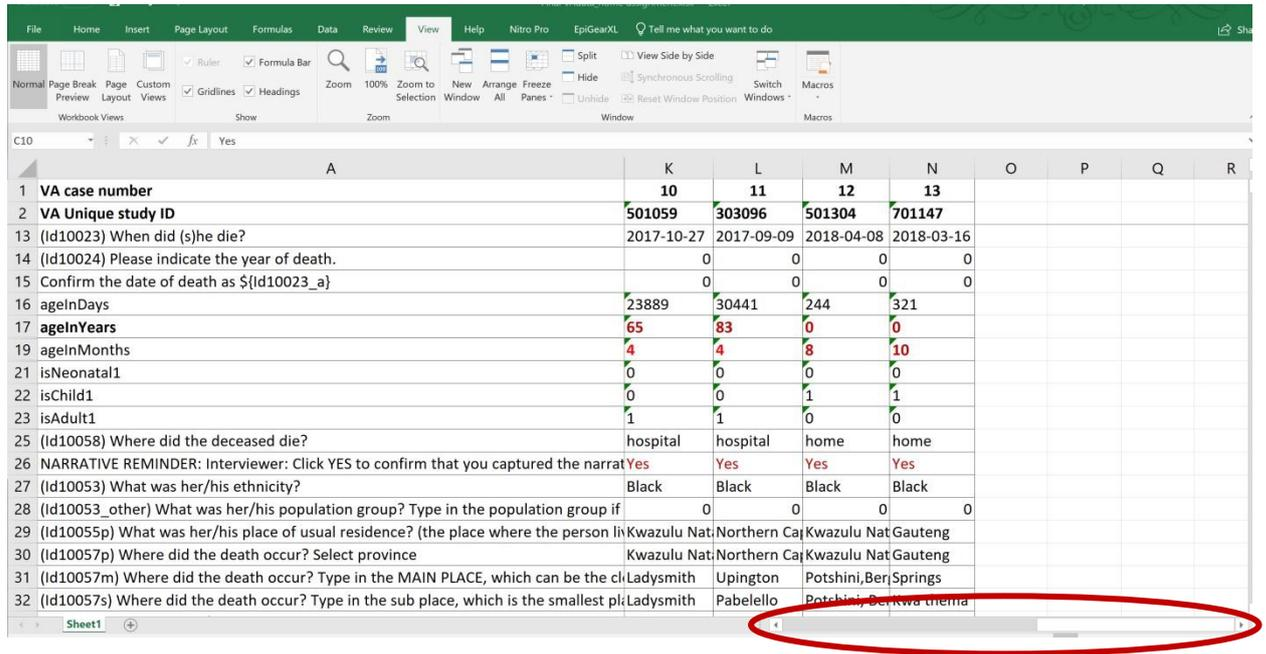 File Home Insert Page Layout Formulas Data Review View Help Nitro Pro EpiGearXL Tell me what you want to do Sha
Ruler Formula Bar Split View Side by Side
Gridlines Headings Hide Synchronous Scrolling
Unhide Reset Window Position
Normal Page Break Preview Page Layout Custom Views Zoom 100% Zoom to Selection New Window Arrange All Freeze Panes Switch Windows Macros
Workbook Views Show Zoom Window Macros
C10 fx Yes
A K L M N O P Q R
1 VA case number 10 11 12 13
2 VA Unique study ID 501059 303096 501304 701147
13 (Id10023) When did (s)he die? 2017-10-27 2017-09-09 2018-04-08 2018-03-16
14 (Id10024) Please indicate the year of death. 0 0 0 0
15 Confirm the date of death as ${Id10023_a} 0 0 0 0
16 ageInDays 23889 30441 244 321
17 ageInYears 65 83 0 0
19 ageInMonths 4 4 8 10
21 isNeonatal1 0 0 0 0
22 isChild1 0 0 1 1
23 isAdult1 1 1 0 0
25 (Id10058) Where did the deceased die? hospital hospital home home
26 NARRATIVE REMINDER: Interviewer: Click YES to confirm that you captured the narrat Yes Yes Yes Yes
27 (Id10053) What was her/his ethnicity? Black Black Black Black
28 (Id10053_other) What was her/his population group? Type in the population group if 0 0 0 0
29 (Id10055p) What was her/his place of usual residence? (the place where the person li Kwazulu Nat Northern Ca Kwazulu Nat Gauteng
30 (Id10057p) Where did the death occur? Select province Kwazulu Nat Northern Ca Kwazulu Nat Gauteng
31 (Id10057m) Where did the death occur? Type in the MAIN PLACE, which can be the cl Ladysmith Upington Potshini,Ber Springs
32 (Id10057s) Where did the death occur? Type in the sub place, which is the smallest pl Ladysmith Pabelello Potshini, Be Kwa thema
Sheet1